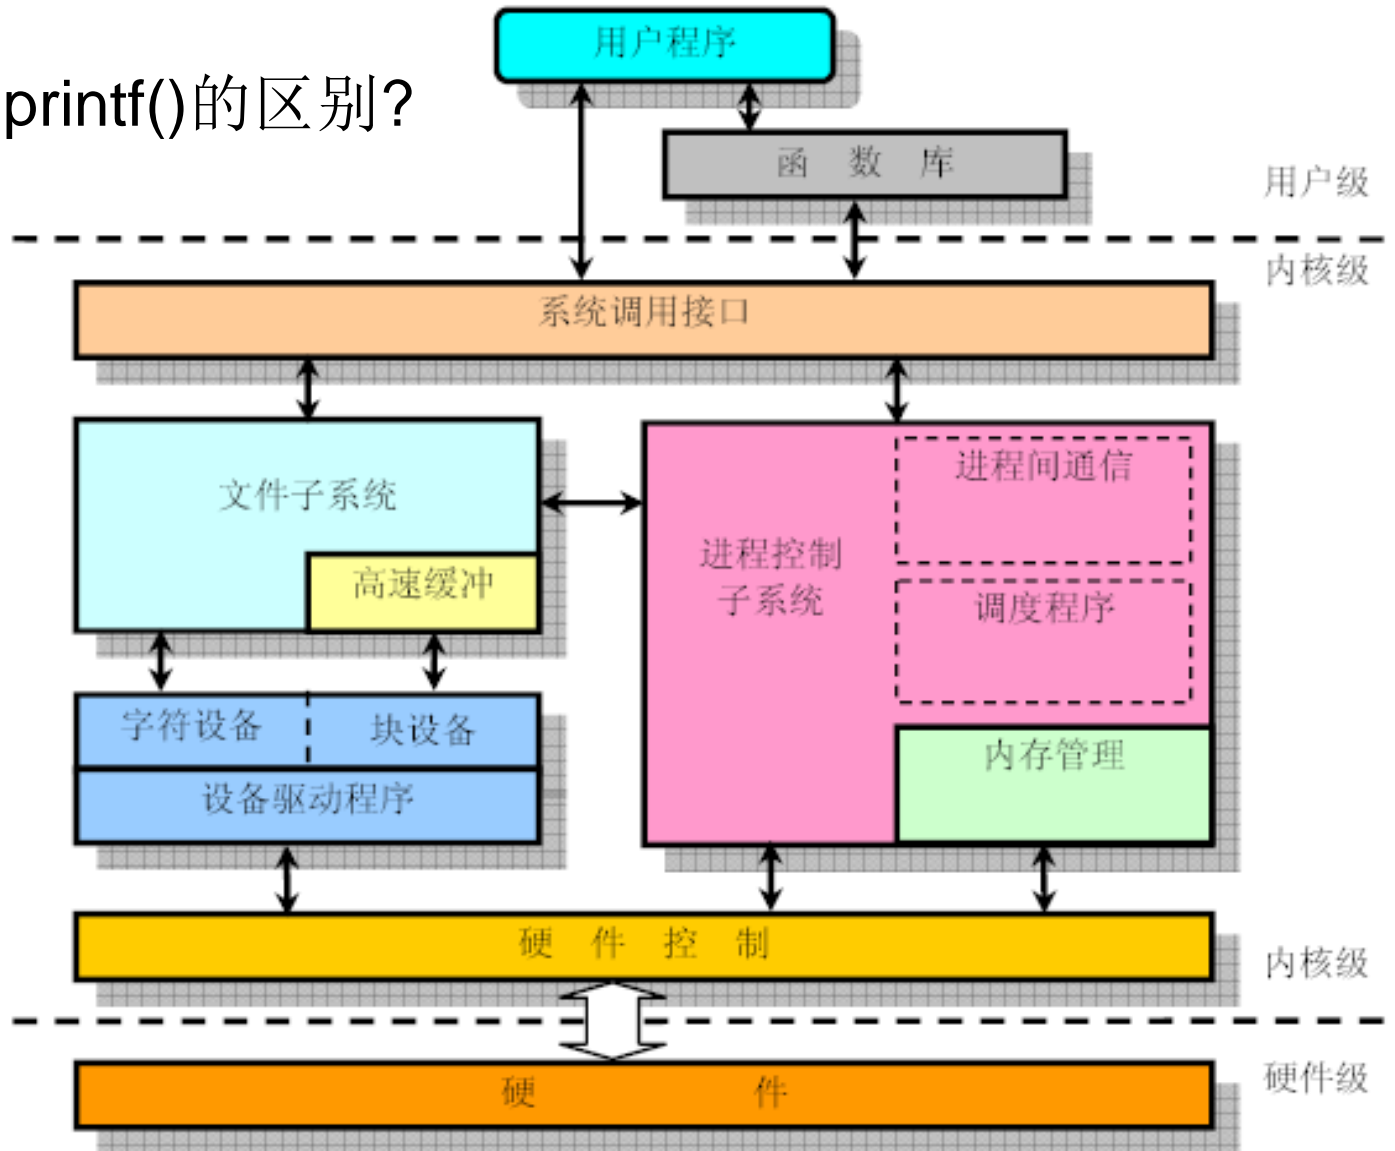 用户程序
printf()的区别?
函 数 库
用户级
内核级
系统调用接口
文件子系统
高速缓冲
进程间通信
进程控制
子系统
调度程序
字符设备
块设备
设备驱动程序
内存管理
硬 件 控 制
内核级
硬 件
硬件级